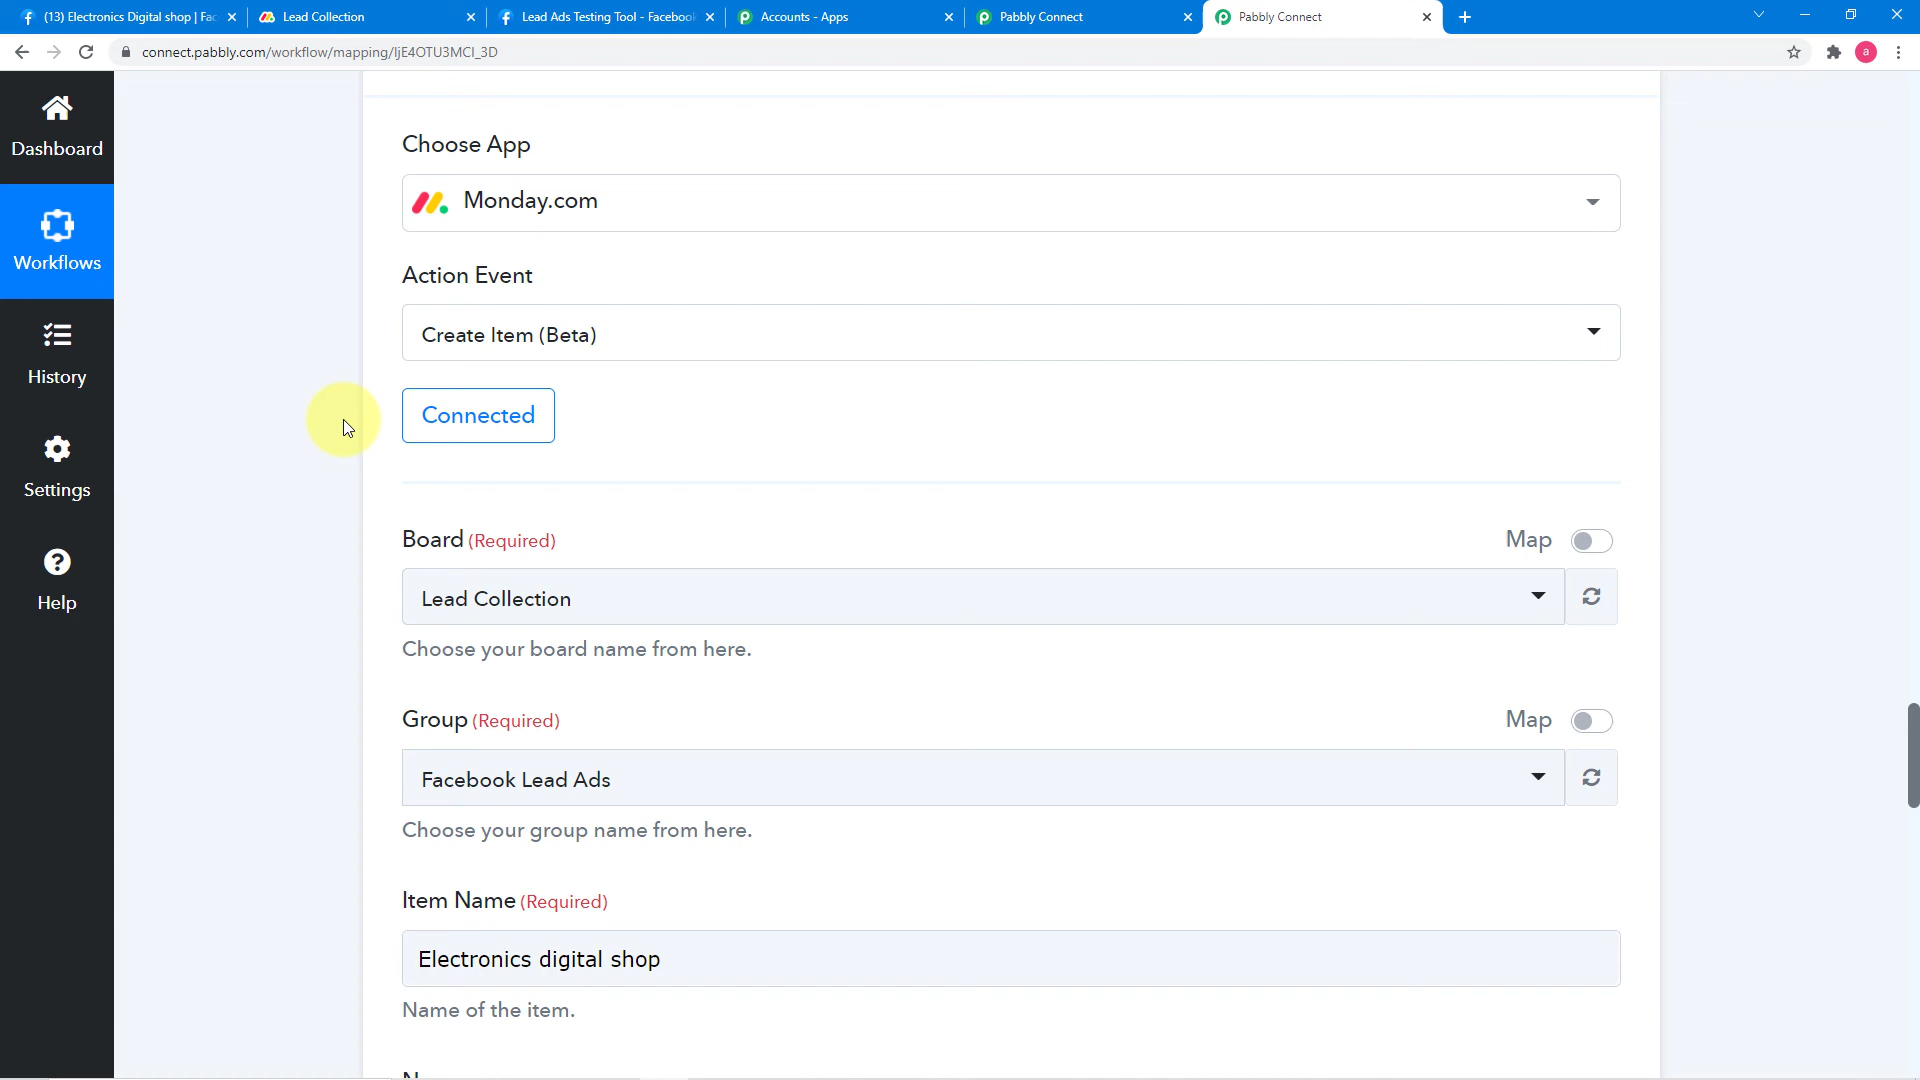 (13) Electronics Digital shop | Fac
Lead Collection
Lead Ads Testing Tool - Facebook
Accounts - Apps
Pabbly Connect
Pabbly Connect
connect.pabbly.com/workflow/mapping/IjE4OTU3MCI_3D
a
Dashboard
Workflows
History
Settings
Help
Choose App
Monday.com
Action Event
Create Item (Beta)
Connected
Board (Required)
Map
Lead Collection
Choose your board name from here.
Group (Required)
Map
Facebook Lead Ads
Choose your group name from here.
Item Name (Required)
Electronics digital shop
Name of the item.